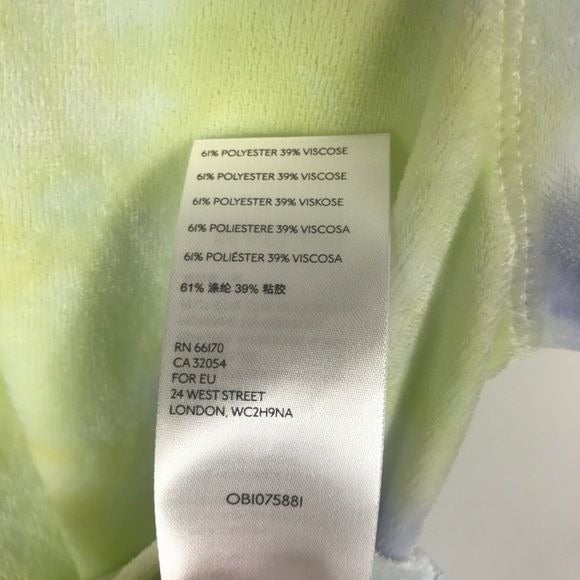 61% POLYESTER 39% VISCOSE
61% POLYESTER 39% VISCOSE
61% POLYESTER 39% VISKOSE
61% POLIESTERE 39% VISCOSA
61% POLIÉSTER 39% VISCOSA
61% 涤纶 39% 粘胶
RN 66170
CA 32054
FOR EU
24 WEST STREET
LONDON, WC2H9NA
OB1075881